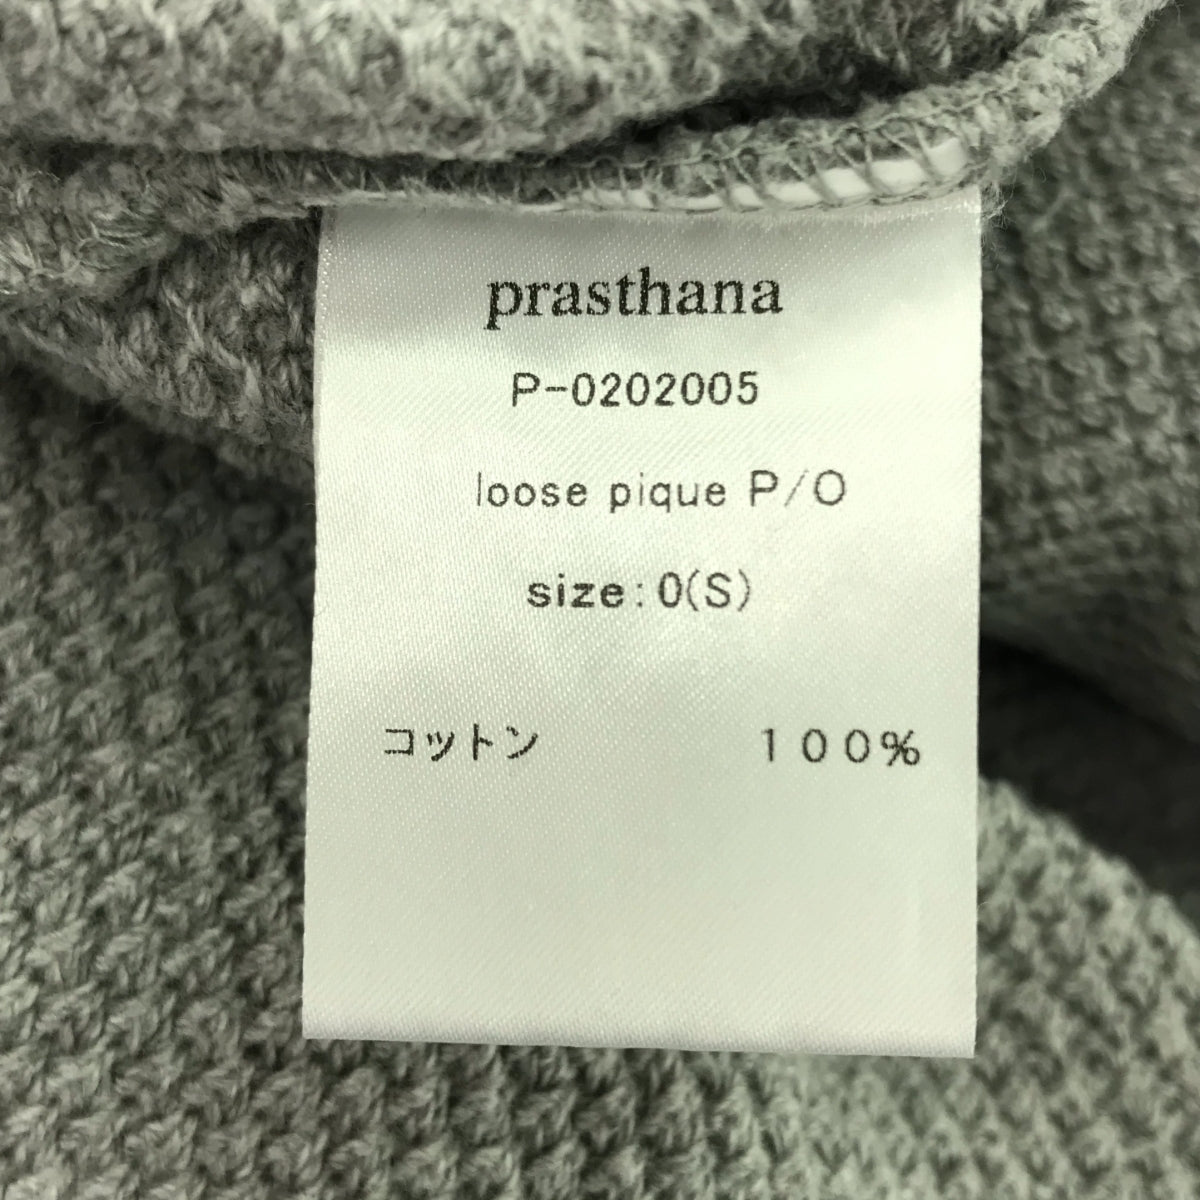 prasthana
P-0202005
loose pique P/O
size:0(S)
コットン 100%